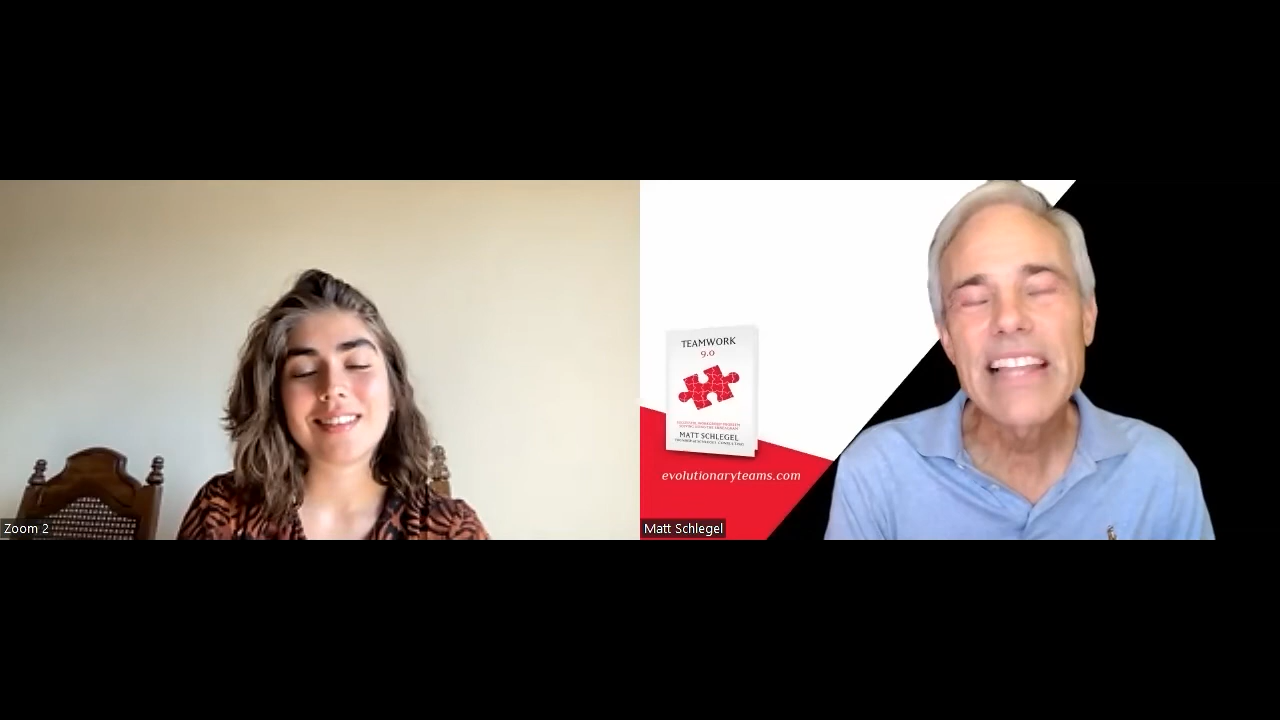 TEAMWORK
9.0
MATT SCHLEGEL
evolutionaryteams.com
Zoom 2
Matt Schlegel